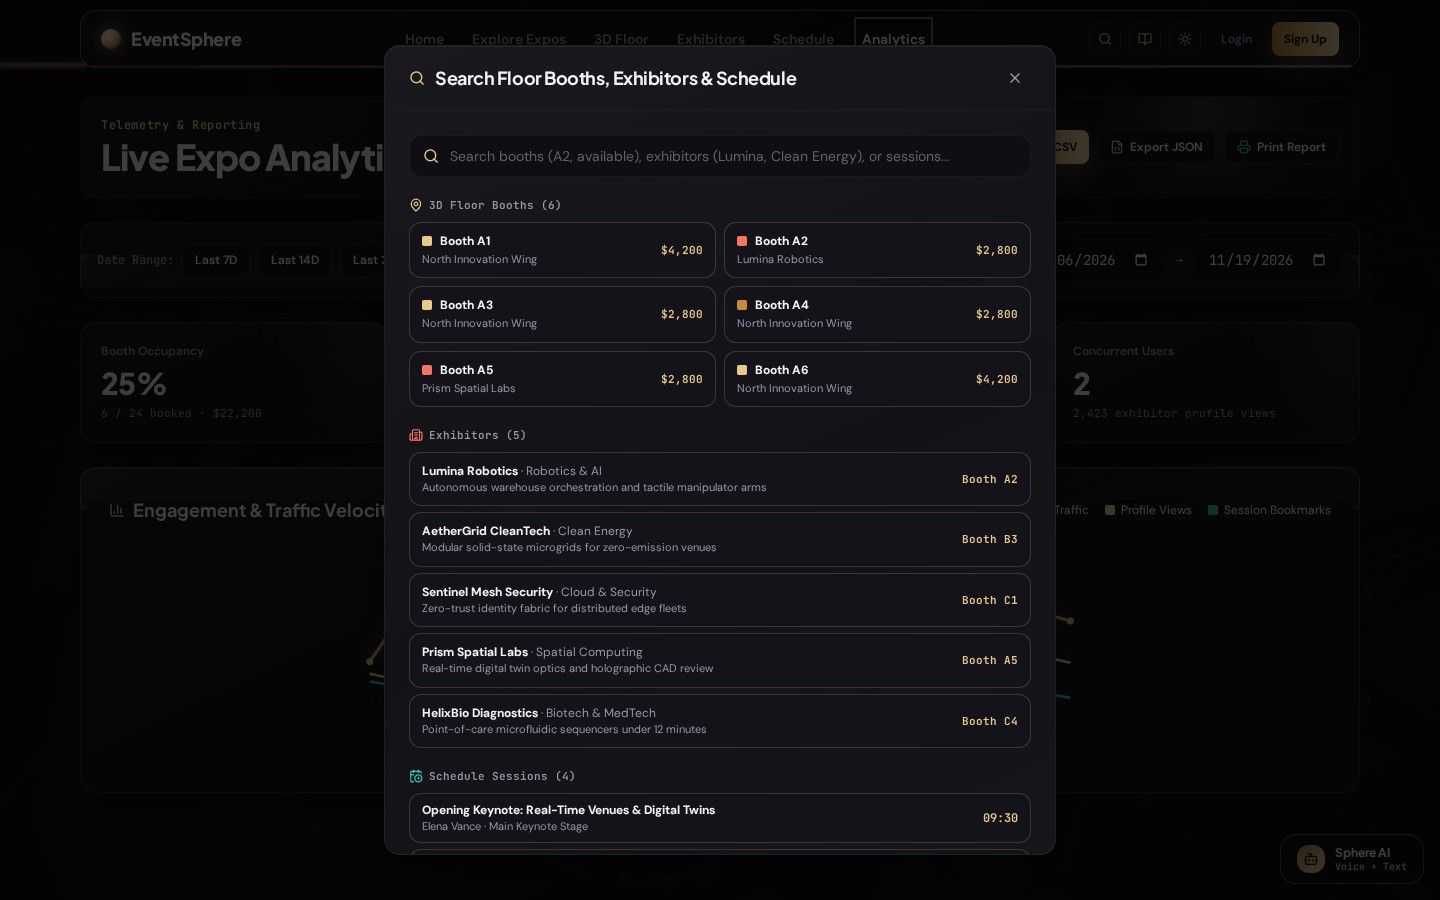 EventSphere
Home
Explore Expos
3D Floor
Exhibitors
Schedule
Analytics
Login
Sign Up
Search Floor Booths, Exhibitors & Schedule
Telemetry & Reporting
Live Expo Analyti
CSV
Export JSON
Print Report
Search booths (A2, available), exhibitors (Lumina, Clean Energy), or sessions...
3D Floor Booths (6)
Booth A1
North Innovation Wing
$4,200
Booth A2
Lumina Robotics
$2,800
Booth A3
North Innovation Wing
$2,800
Booth A4
North Innovation Wing
$2,800
Booth A5
Prism Spatial Labs
$2,800
Booth A6
North Innovation Wing
$4,200
Date Range:
Last 7D
Last 14D
Last 3
06/2026
→
11/19/2026
Booth Occupancy
25%
6 / 24 booked · $22,200
Concurrent Users
2
2,423 exhibitor profile views
Exhibitors (5)
Lumina Robotics · Robotics & AI
Autonomous warehouse orchestration and tactile manipulator arms
Booth A2
AetherGrid CleanTech · Clean Energy
Modular solid-state microgrids for zero-emission venues
Booth B3
Sentinel Mesh Security · Cloud & Security
Zero-trust identity fabric for distributed edge fleets
Booth C1
Prism Spatial Labs · Spatial Computing
Real-time digital twin optics and holographic CAD review
Booth A5
HelixBio Diagnostics · Biotech & MedTech
Point-of-care microfluidic sequencers under 12 minutes
Booth C4
Engagement & Traffic Velocit
Traffic
Profile Views
Session Bookmarks
Schedule Sessions (4)
Opening Keynote: Real-Time Venues & Digital Twins
Elena Vance · Main Keynote Stage
09:30
Sphere AI
Voice + Text